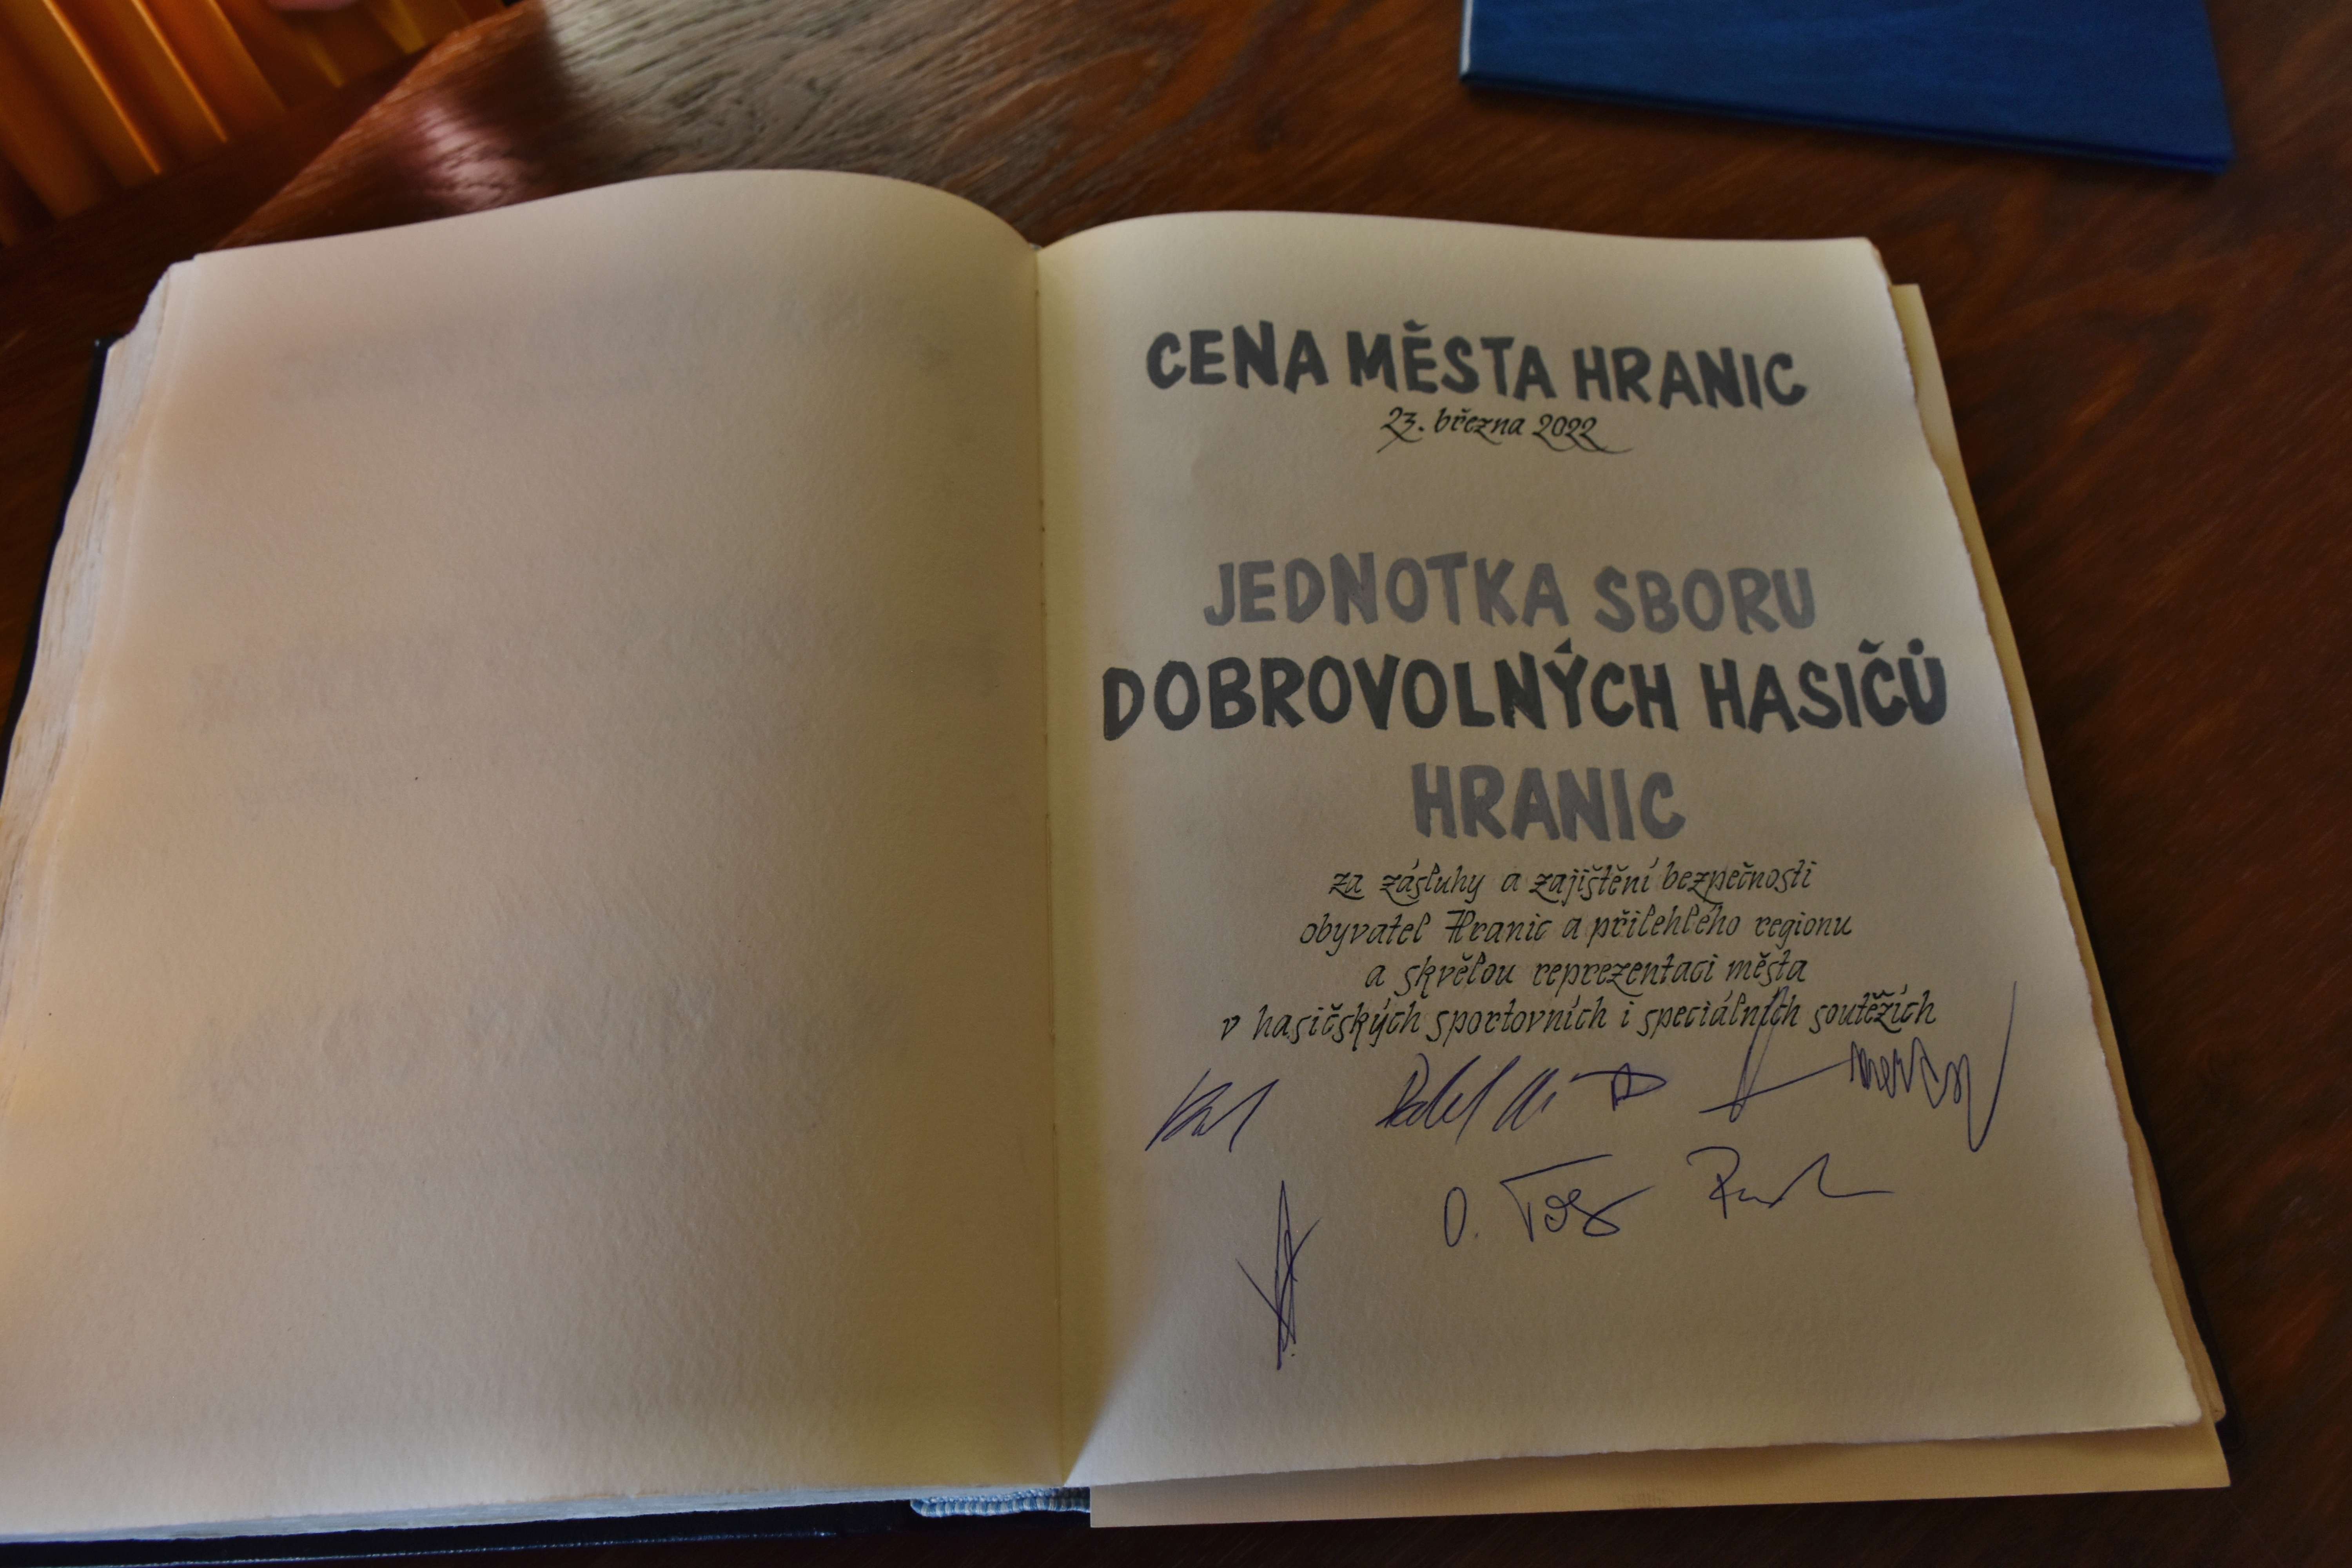 CENA MĚSTA HRANIC
23. března 2022
JEDNOTKA SBORU
DOBROVOLNÝCH HASIČŮ
HRANIC
za zásluhy a zajištění bezpečnosti
obyvatel Hranic a přilehlého regionu
a skvělou reprezentaci města
v hasičských sportovních i speciálních soutěžích